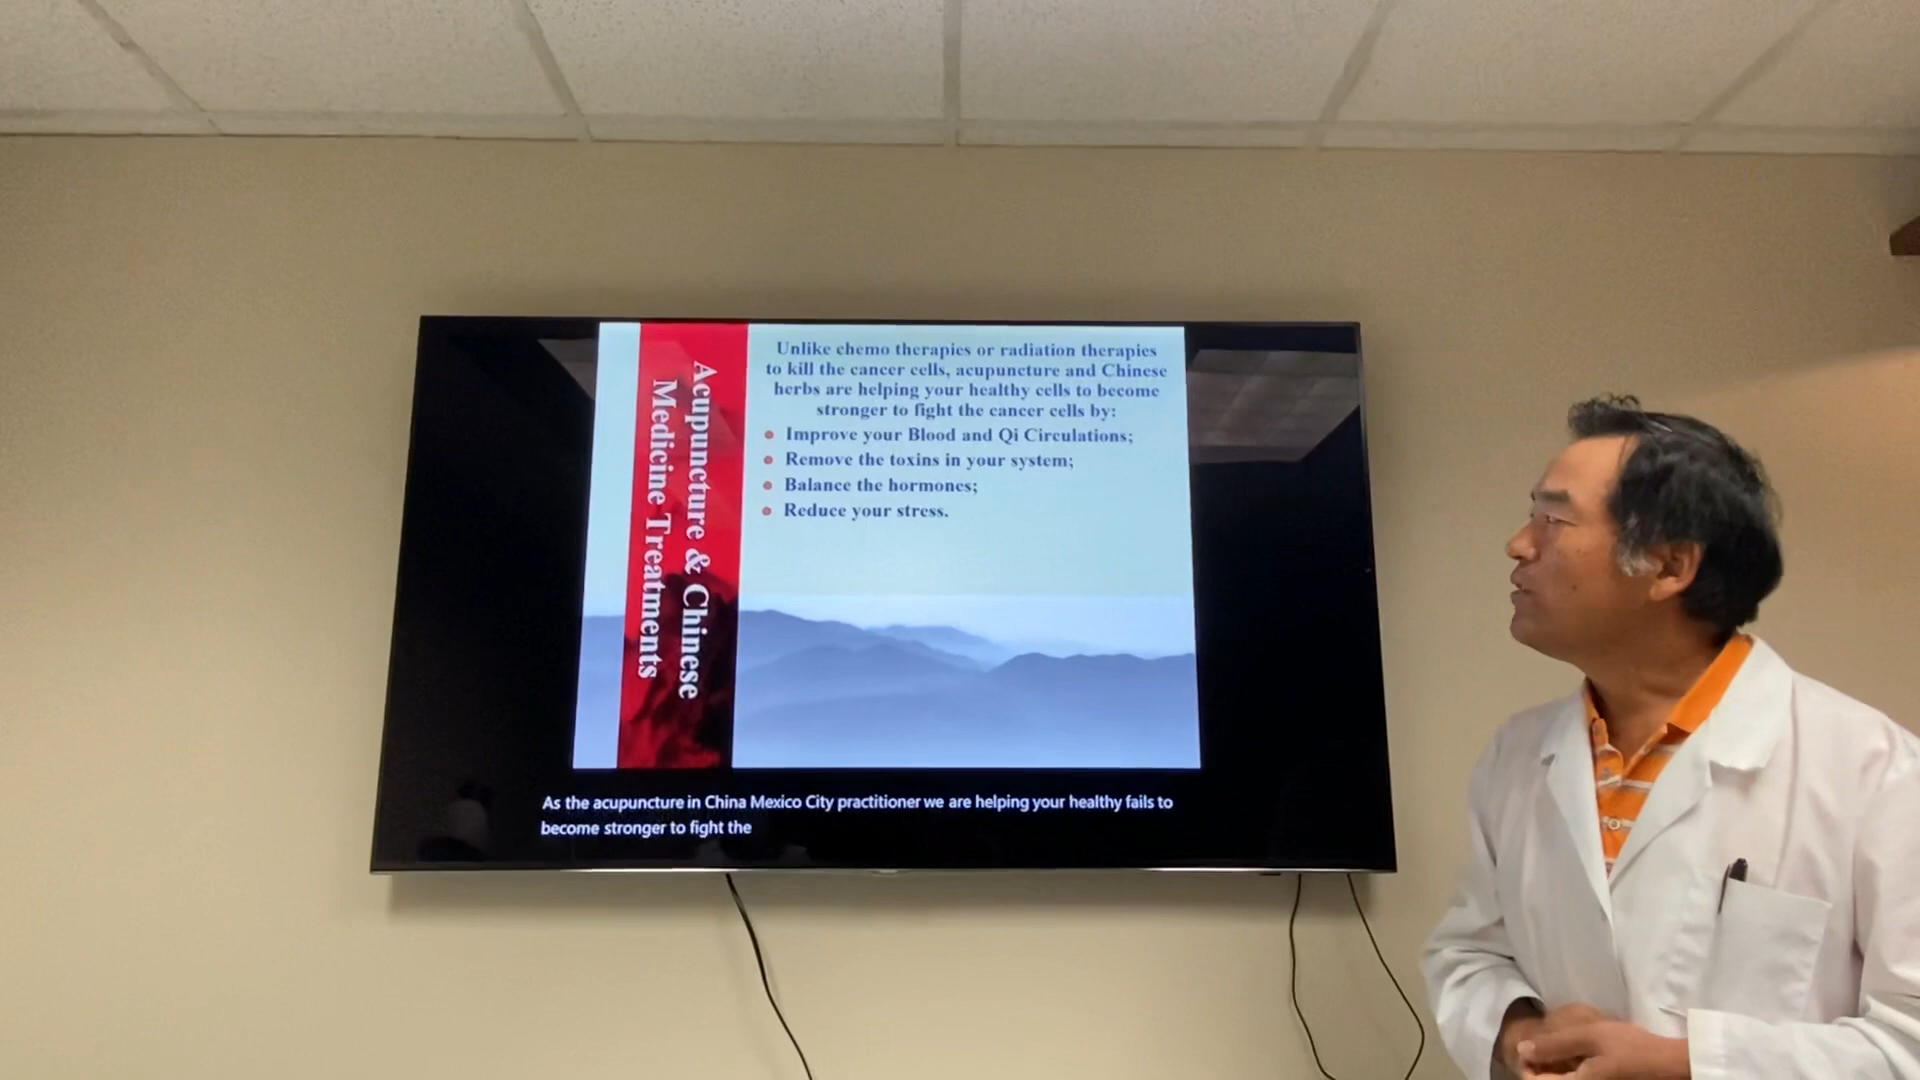 Acupuncture & Chinese
Medicine Treatments
Unlike chemo therapies or radiation therapies
to kill the cancer cells, acupuncture and Chinese
herbs are helping your healthy cells to become
stronger to fight the cancer cells by:
Improve your Blood and Qi Circulations;
Remove the toxins in your system;
Balance the hormones;
Reduce your stress.
As the acupuncture in China Mexico City practitioner we are helping your healthy fails to
become stronger to fight the